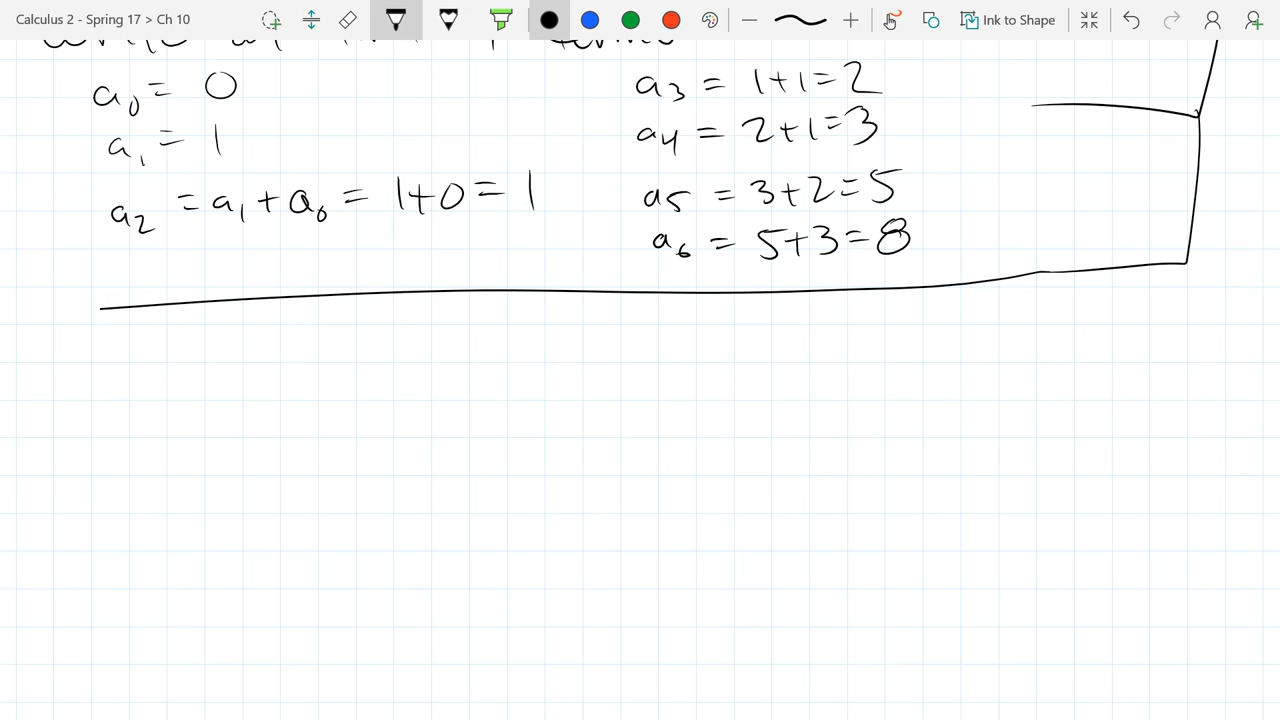 Calculus 2 - Spring 17 > Ch 10
Ink to Shape
a₀ = 0
a₁ = 1
a₂ = a₁ + a₀ = 1+0 = 1
a₃ = 1+1=2
a₄ = 2+1=3
a₅ = 3+2=5
a₆ = 5+3=8